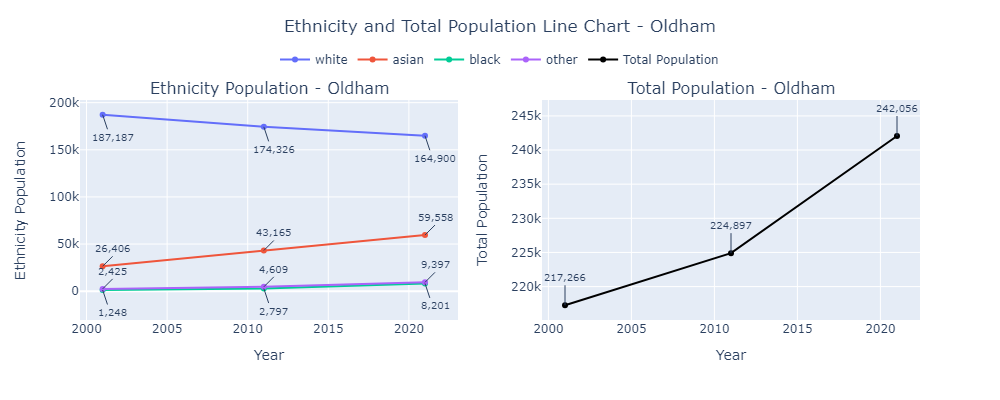 Ethnicity and Total Population Line Chart - Oldham
white asian black other Total Population
Ethnicity Population - Oldham
Ethnicity Population
200k
150k
100k
50k
0
187,187
174,326
164,900
26,406
43,165
59,558
2,425
4,609
9,397
1,248
2,797
8,201
2000 2005 2010 2015 2020
Year
Total Population - Oldham
Total Population
245k
240k
235k
230k
225k
220k
217,266
224,897
242,056
2000 2005 2010 2015 2020
Year